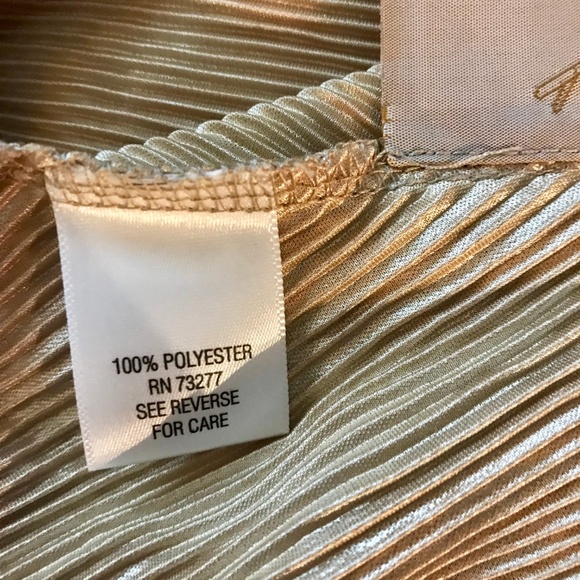 100% POLYESTER
RN 73277
SEE REVERSE
FOR CARE